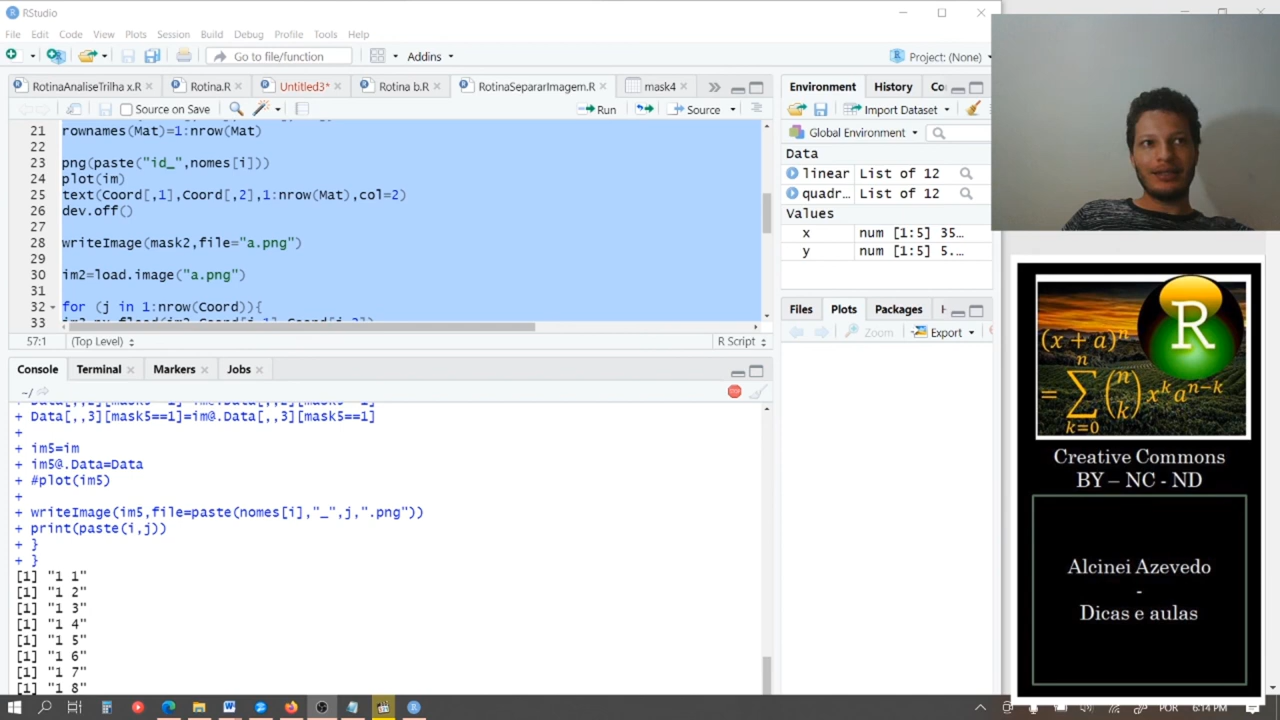 RStudio
File Edit Code View Plots Session Build Debug Profile Tools Help
Go to file/function
Addins
Project: (None)
RotinaAnaliseTrilha x.R
Rotina.R
Untitled3*
Rotina b.R
RotinaSepararImagem.R
mask4
Source on Save
Run
Source
21 rownames(Mat)=1:nrow(Mat)
22
23 png(paste("id_",nomes[i]))
24 plot(im)
25 text(Coord[,1],Coord[,2],1:nrow(Mat),col=2)
26 dev.off()
27
28 writeImage(mask2,file="a.png")
29
30 im2=load.image("a.png")
31
32 for (j in 1:nrow(Coord)){
33
57:1 (Top Level) R Script
Console Terminal Markers Jobs
~/
+ Data[,,3][mask5==1]=im@.Data[,,3][mask5==1]
+
+ im5=im
+ im5@.Data=Data
+ #plot(im5)
+
+ writeImage(im5,file=paste(nomes[i],"_",j,".png"))
+ print(paste(i,j))
+ }
+ }
[1] "1 1"
[1] "1 2"
[1] "1 3"
[1] "1 4"
[1] "1 5"
[1] "1 6"
[1] "1 7"
[1] "1 8"
Environment History Co
Import Dataset
Global Environment
Data
linear List of 12
quadr… List of 12
Values
x num [1:5] 35…
y num [1:5] 5.…
Files Plots Packages
Zoom Export
R
(x + a)^n
= ∑ k=0 n (n k) x^k a^{n−k}
Creative Commons
BY – NC - ND
Alcinei Azevedo
-
Dicas e aulas
POR 6:14 PM